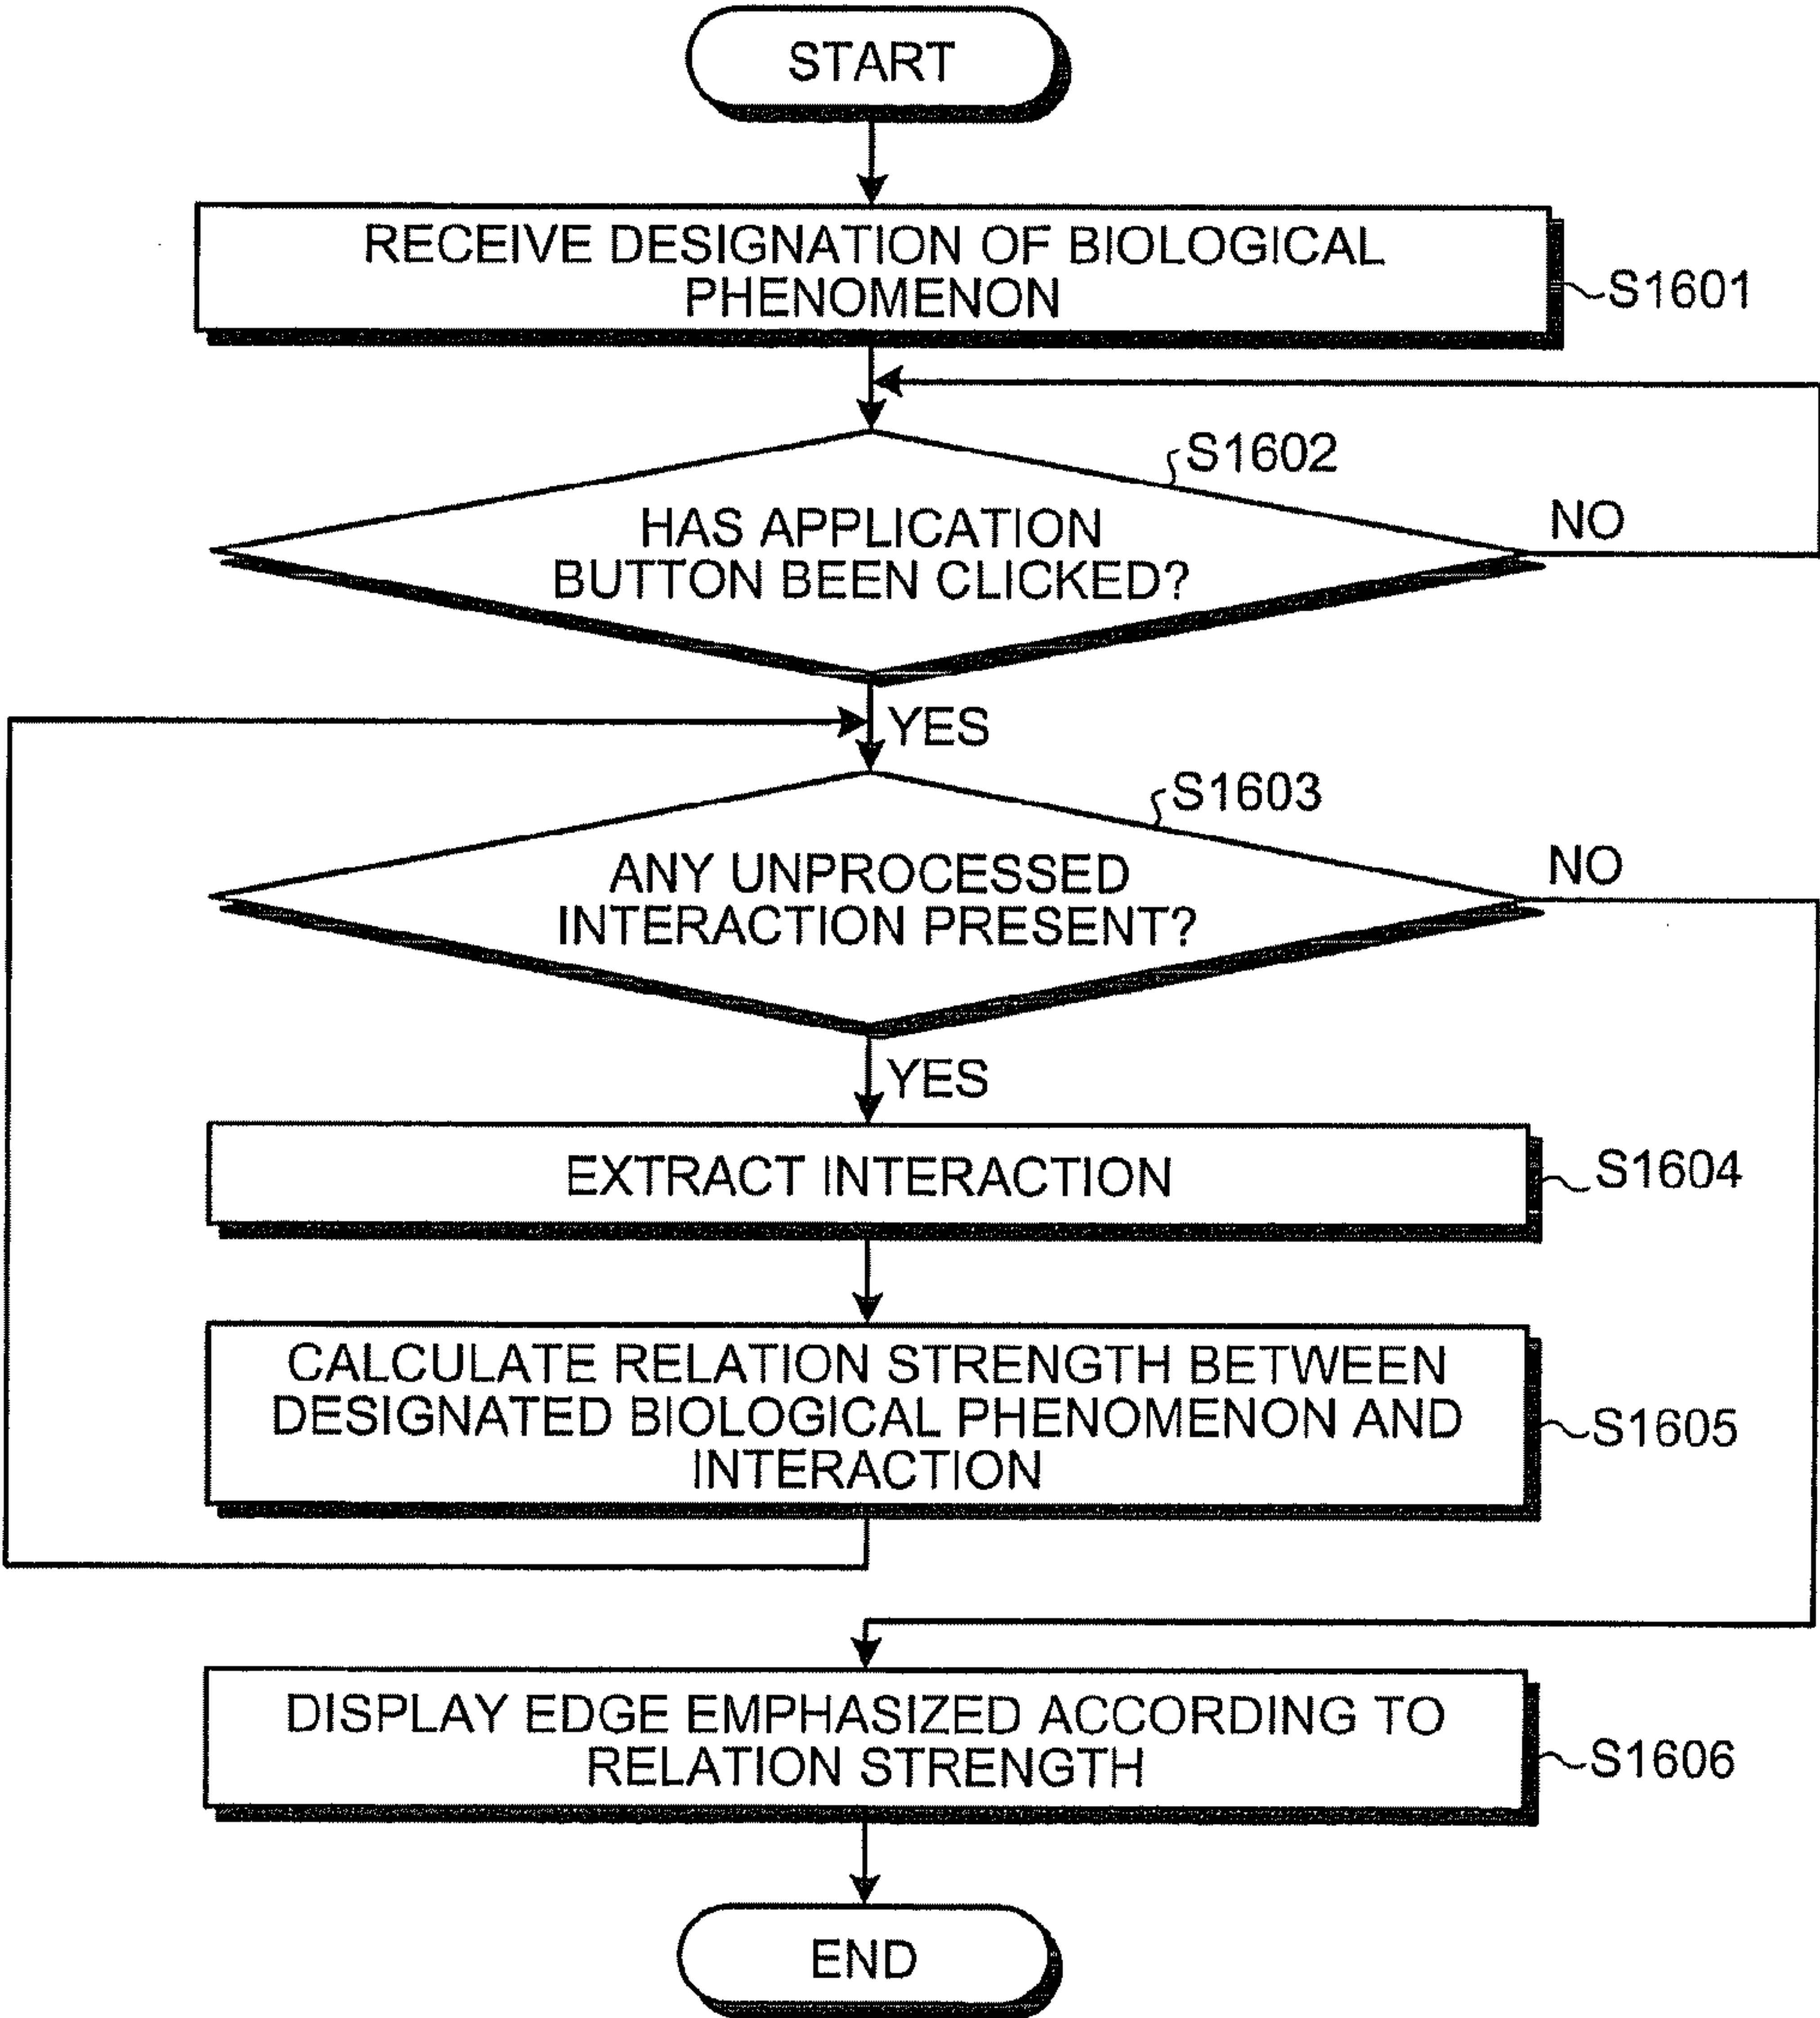 START
RECEIVE DESIGNATION OF BIOLOGICAL
PHENOMENON
S1601
S1602
HAS APPLICATION
BUTTON BEEN CLICKED?
NO
YES
S1603
ANY UNPROCESSED
INTERACTION PRESENT?
NO
YES
EXTRACT INTERACTION
S1604
CALCULATE RELATION STRENGTH BETWEEN
DESIGNATED BIOLOGICAL PHENOMENON AND
INTERACTION
S1605
DISPLAY EDGE EMPHASIZED ACCORDING TO
RELATION STRENGTH
S1606
END